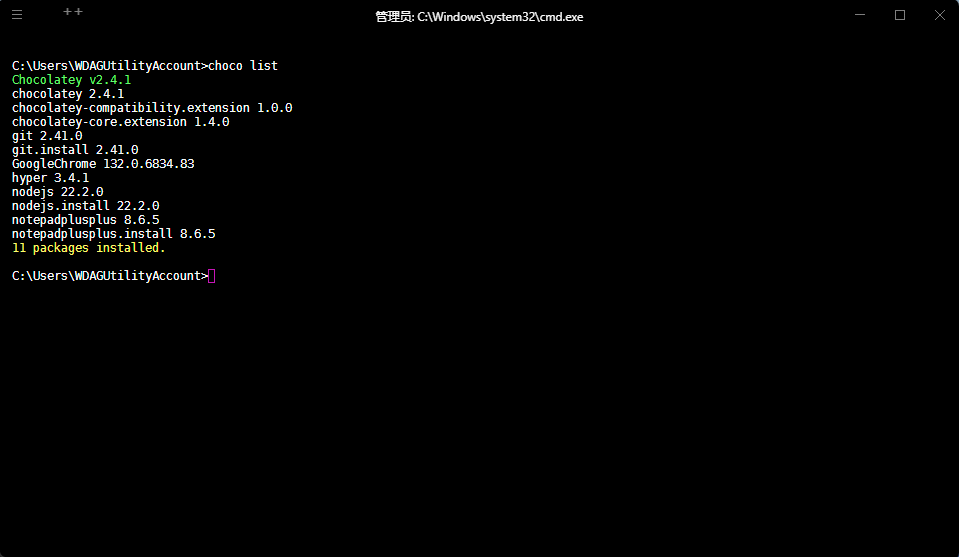 管理员: C:\Windows\system32\cmd.exe
C:\Users\WDAGUtilityAccount>choco list
Chocolatey v2.4.1
chocolatey 2.4.1
chocolatey-compatibility.extension 1.0.0
chocolatey-core.extension 1.4.0
git 2.41.0
git.install 2.41.0
GoogleChrome 132.0.6834.83
hyper 3.4.1
nodejs 22.2.0
nodejs.install 22.2.0
notepadplusplus 8.6.5
notepadplusplus.install 8.6.5
11 packages installed.
C:\Users\WDAGUtilityAccount>